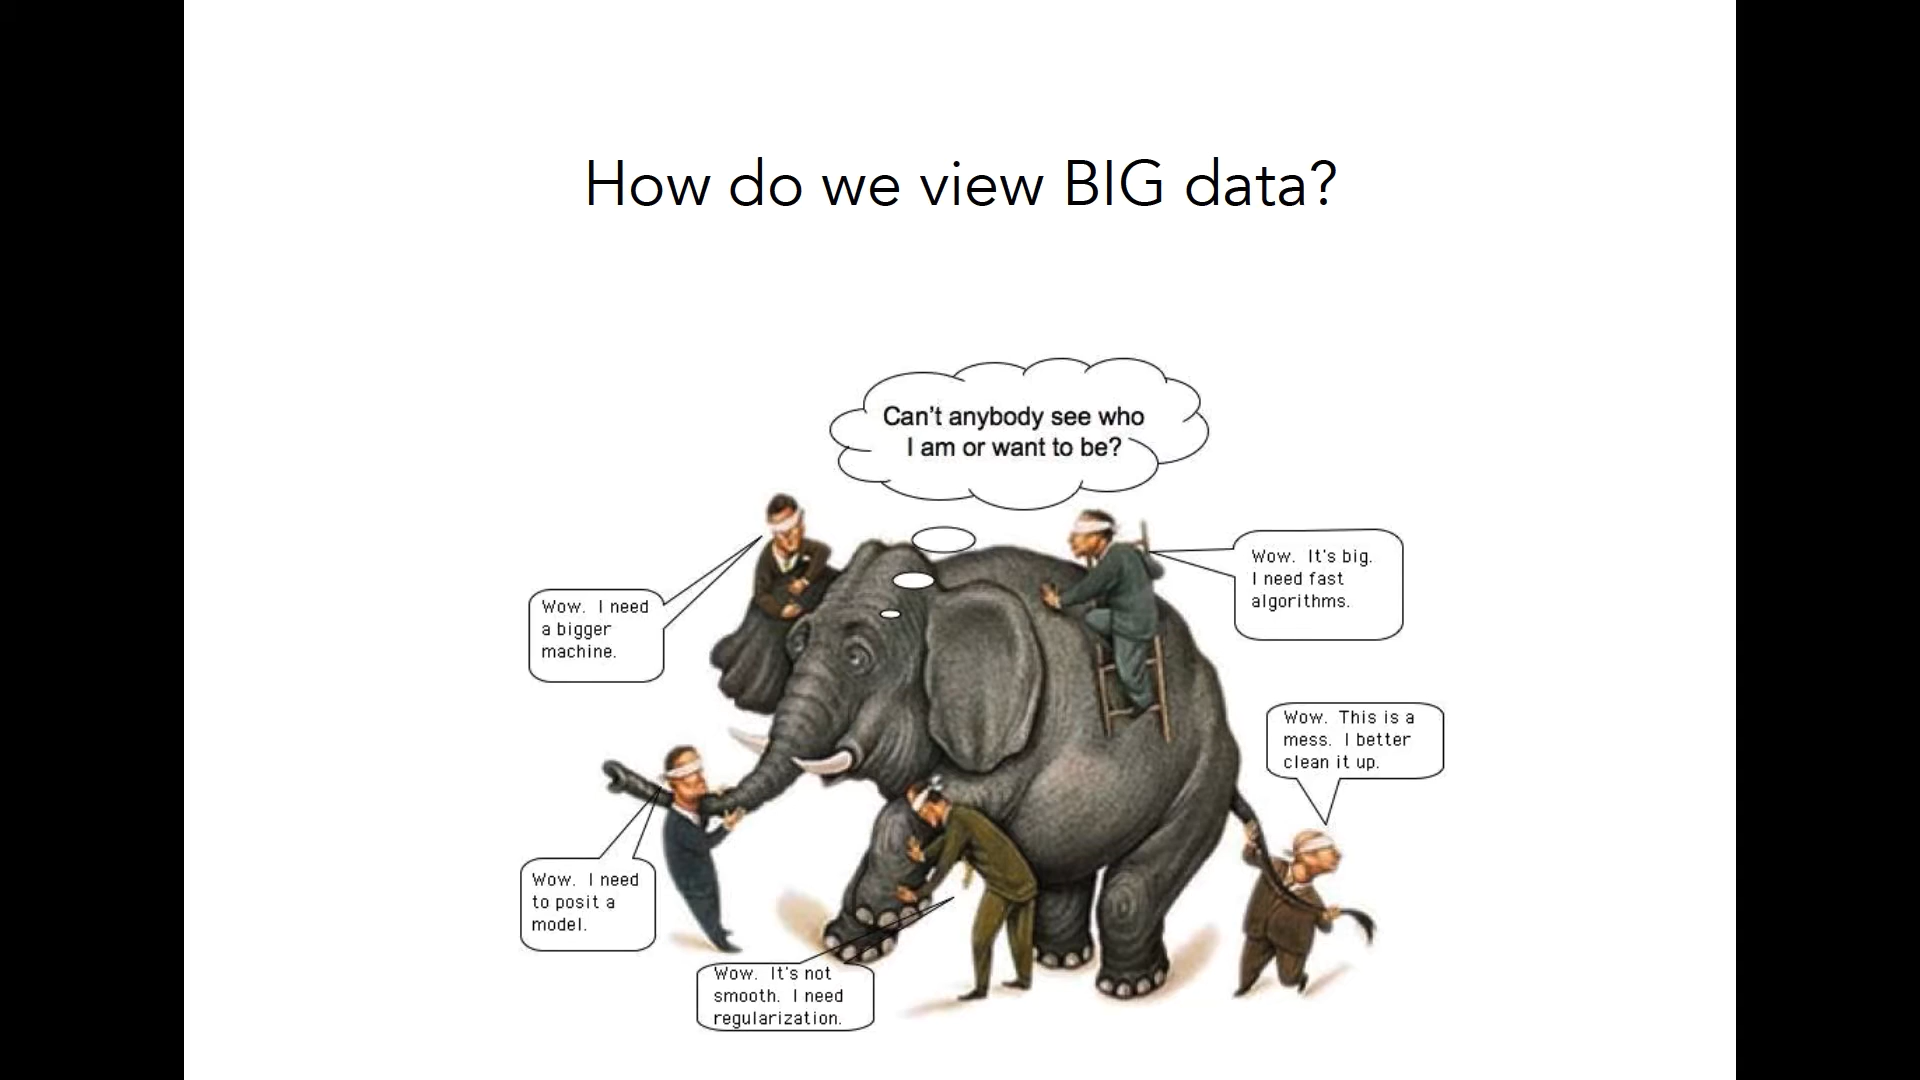 How do we view BIG data?
Can't anybody see who
I am or want to be?
Wow. I need
a bigger
machine.
Wow. It's big.
I need fast
algorithms.
Wow. This is a
mess. I better
clean it up.
Wow. I need
to posit a
model.
Wow. It's not
smooth. I need
regularization.